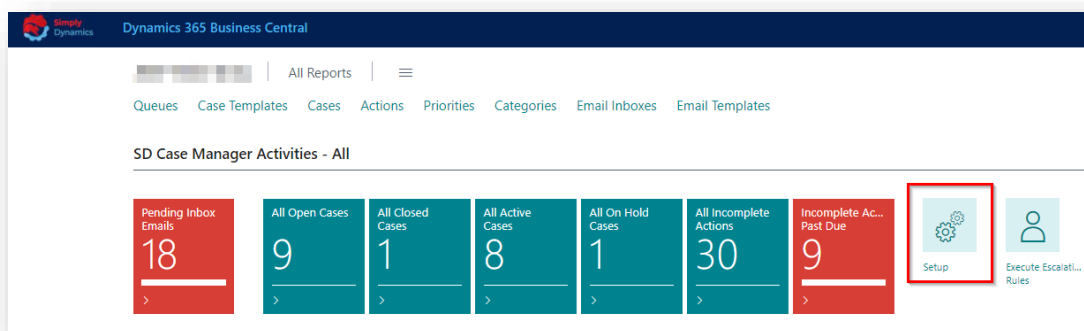 Simply
Dynamics
Dynamics 365 Business Central
All Reports
Queues Case Templates Cases Actions Priorities Categories Email Inboxes Email Templates
SD Case Manager Activities - All
Pending Inbox
Emails
18
All Open Cases
9
All Closed
Cases
1
All Active
Cases
8
All On Hold
Cases
1
All Incomplete
Actions
30
Incomplete Ac...
Past Due
9
Setup
Execute Escalati...
Rules